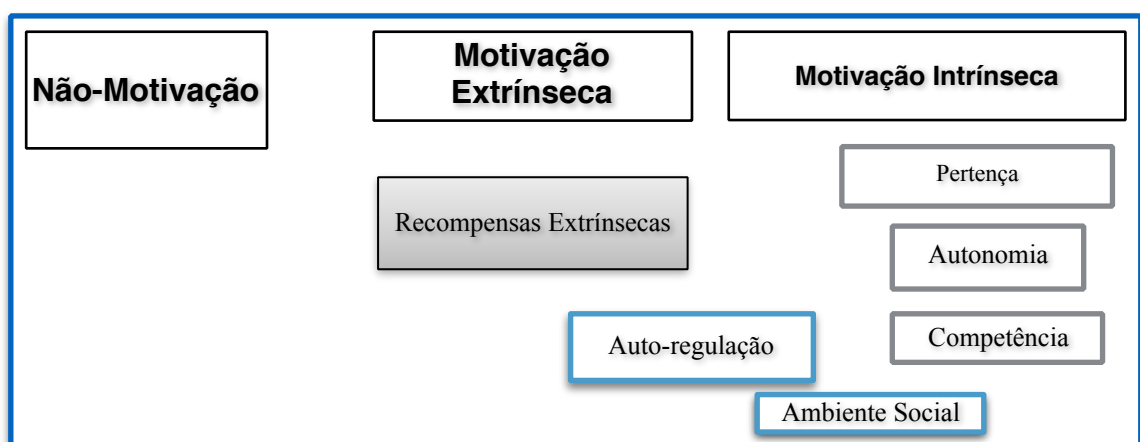 Não-Motivação
Motivação
Extrínseca
Motivação Intrínseca
Pertença
Recompensas Extrínsecas
Autonomia
Auto-regulação
Competência
Ambiente Social